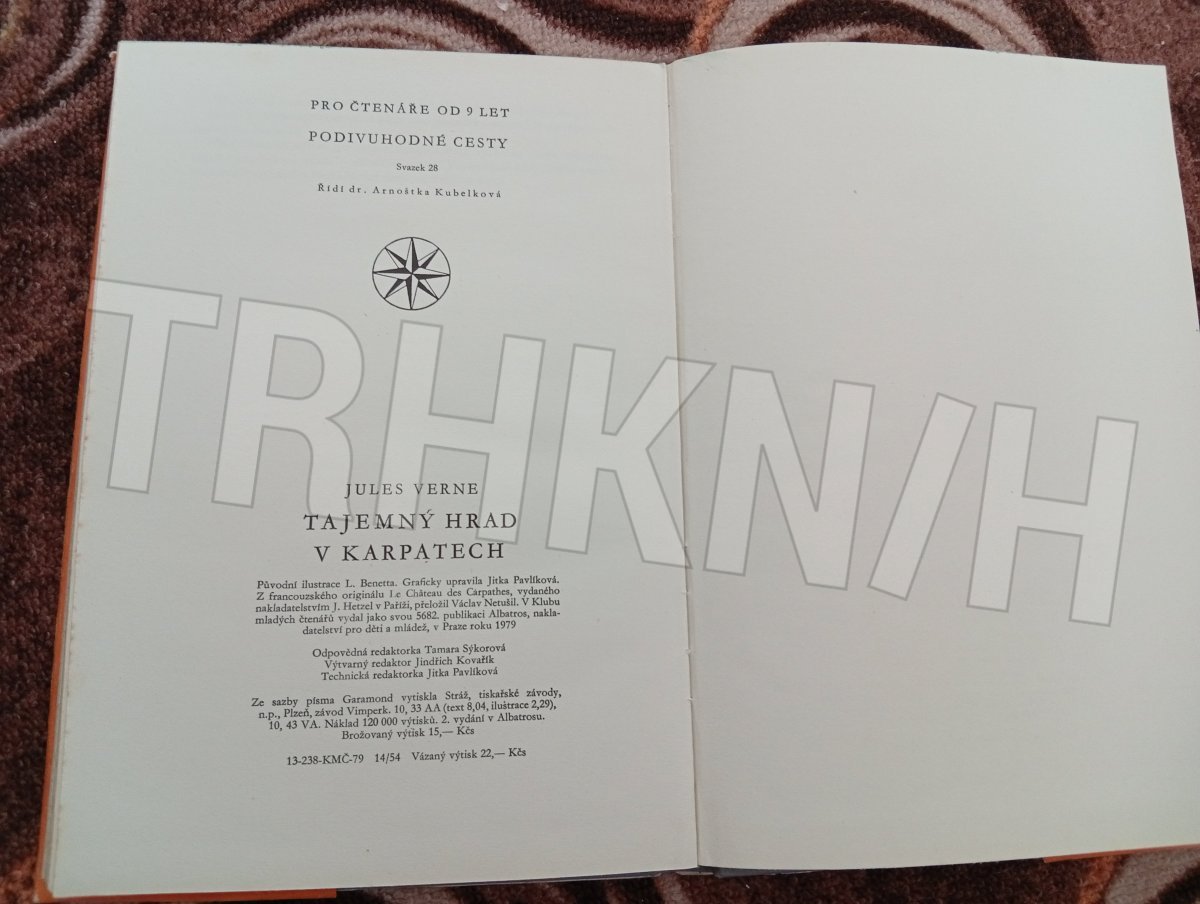 PRO ČTENÁŘE OD 9 LET
PODIVUHODNÉ CESTY
Svazek 28
Řídí dr. Arnoštka Kubelková
TRHKN/H
JULES VERNE
TAJEMNÝ HRAD
V KARPATECH
Původní ilustrace L. Benetta. Graficky upravila Jitka Pavlíková.
Z francouzského originálu Le Château des Carpathes, vydaného
nakladatelstvím J. Hetzel v Paříži, přeložil Václav Netušil. V Klubu
mladých čtenářů vydal jako svou 5682. publikaci Albatros, nakla-
datelství pro děti a mládež, v Praze roku 1979
Odpovědná redaktorka Tamara Sýkorová
Výtvarný redaktor Jindřich Kovařík
Technická redaktorka Jitka Pavlíková
Ze sazby písma Garamond vytiskla Stráž, tiskařské závody,
n.p., Plzeň, závod Vimperk. 10, 33 AA (text 8,04, ilustrace 2,29),
10, 43 VA. Náklad 120 000 výtisků. 2. vydání v Albatrosu.
Brožovaný výtisk 15,— Kčs
13-238-KMČ-79 14/54 Vázaný výtisk 22,— Kčs